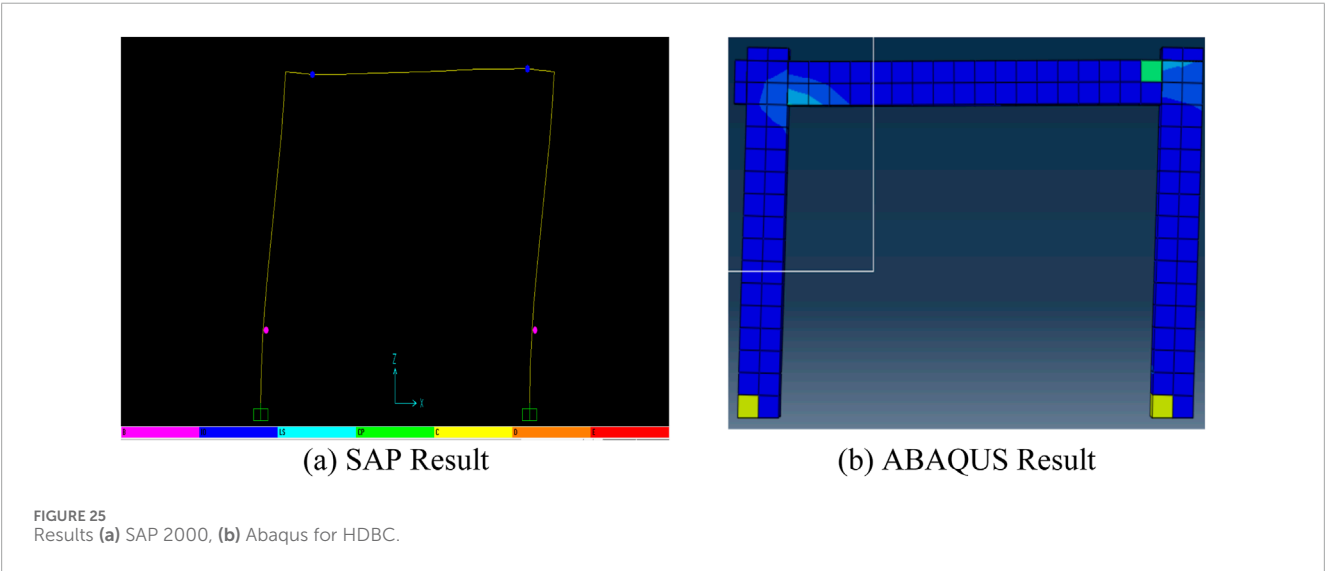 Z
X
LS
CP
C
D
(a) SAP Result
(b) ABAQUS Result
FIGURE 25
Results (a) SAP 2000, (b) Abaqus for HDBC.